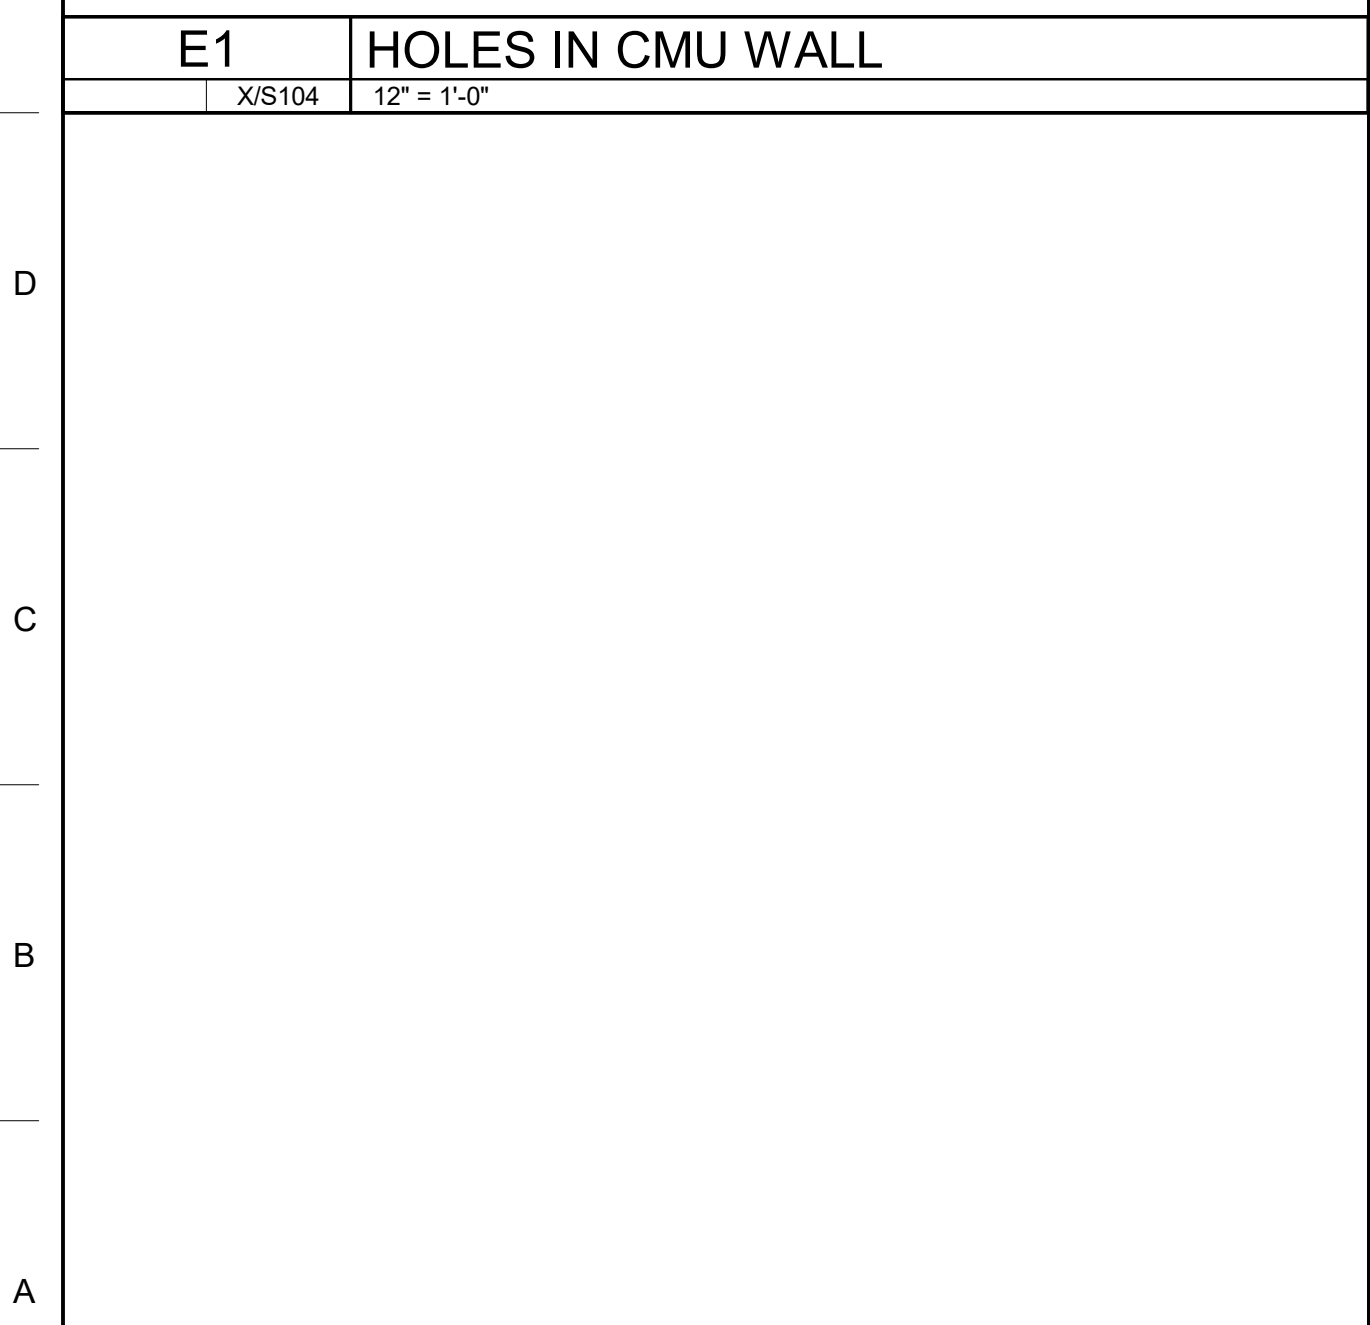 E1 HOLES IN CMU WALL
X/S104 12" = 1'-0"
D
C
B
A